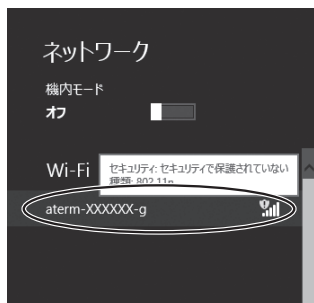 ネットワーク
機内モード
オフ
Wi-Fi
セキュリティ: セキュリティで保護されていない
種類: 802.11n
aterm-XXXXXX-g